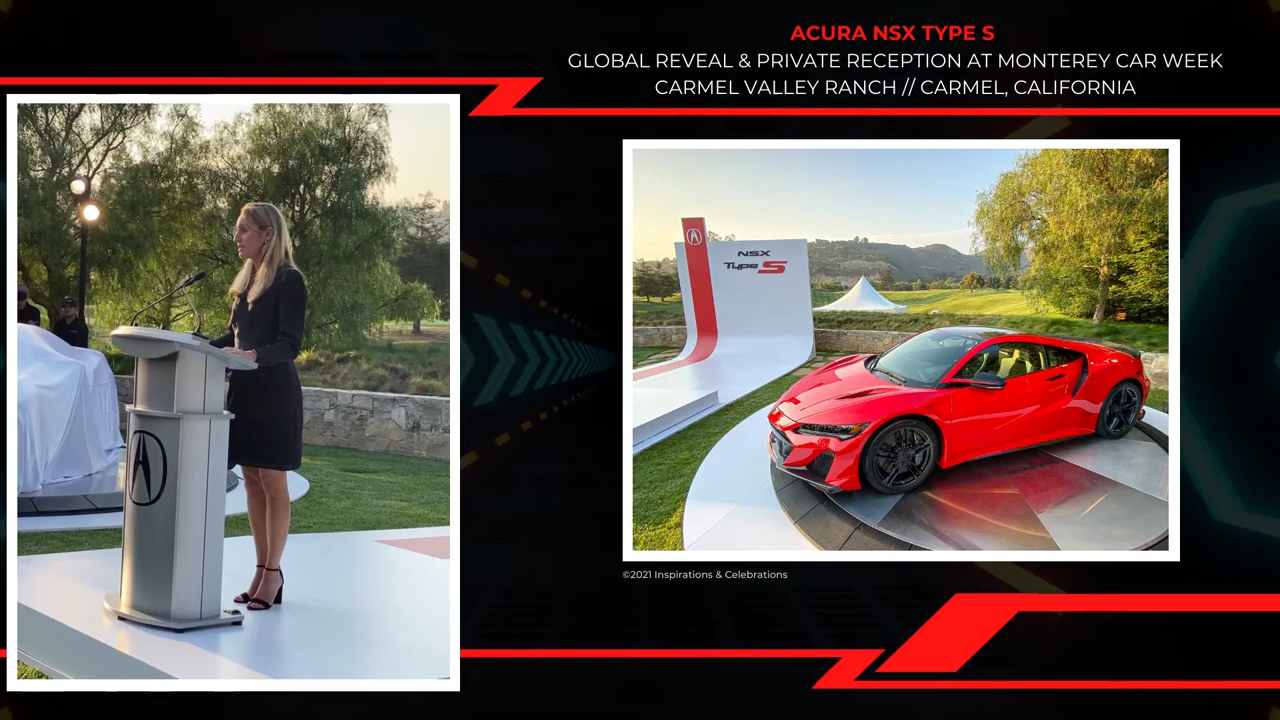 ACURA NSX TYPE S
GLOBAL REVEAL & PRIVATE RECEPTION AT MONTEREY CAR WEEK
CARMEL VALLEY RANCH // CARMEL, CALIFORNIA
NSX
Type S
©2021 Inspirations & Celebrations